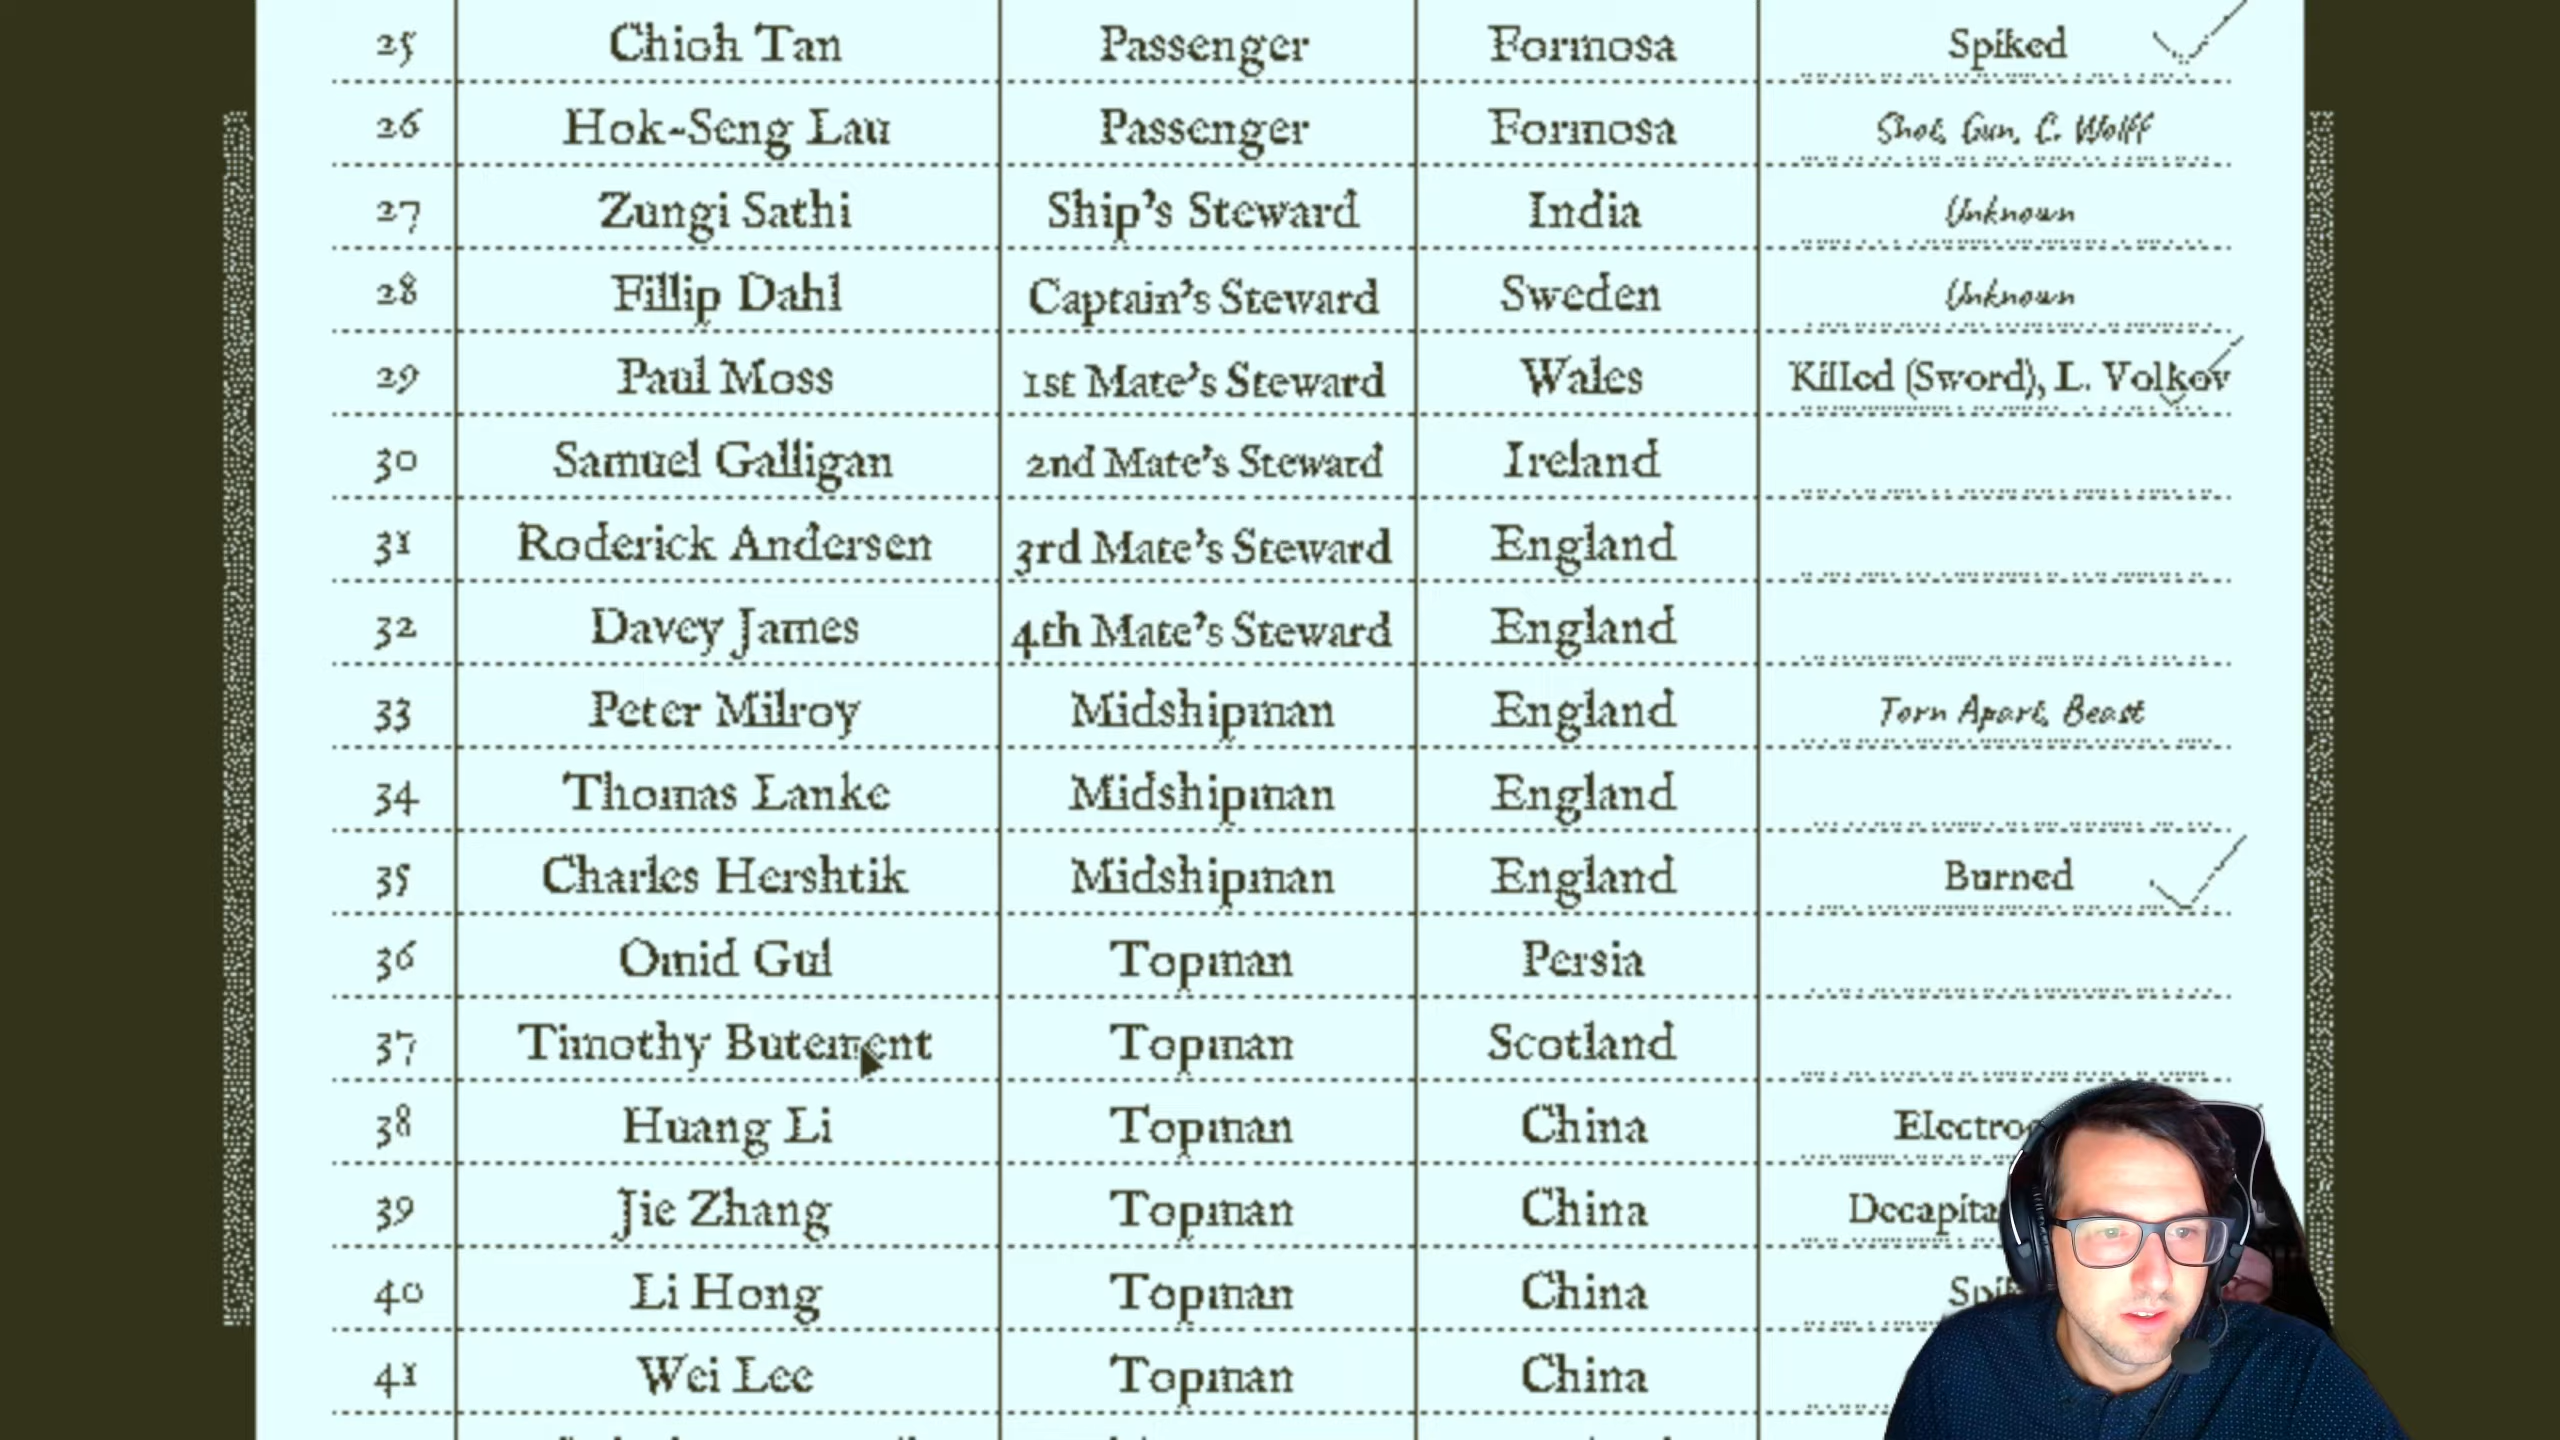 25 Chioh Tan Passenger Formosa Spiked
26 Hok-Seng Lau Passenger Formosa Shot, Gun, C. Wolff
27 Zungi Sathi Ship's Steward India Unknown
28 Fillip Dahl Captain's Steward Sweden Unknown
29 Paul Moss 1st Mate's Steward Wales Killed (Sword), L. Volkov
30 Samuel Galligan 2nd Mate's Steward Ireland
31 Roderick Andersen 3rd Mate's Steward England
32 Davey James 4th Mate's Steward England
33 Peter Milroy Midshipman England Torn Apart, Beast
34 Thomas Lanke Midshipman England
35 Charles Hershtik Midshipman England Burned
36 Omid Gul Topman Persia
37 Timothy Butement Topman Scotland
38 Huang Li Topman China
39 Jie Zhang Topman China
40 Li Hong Topman China
41 Wei Lee Topman China